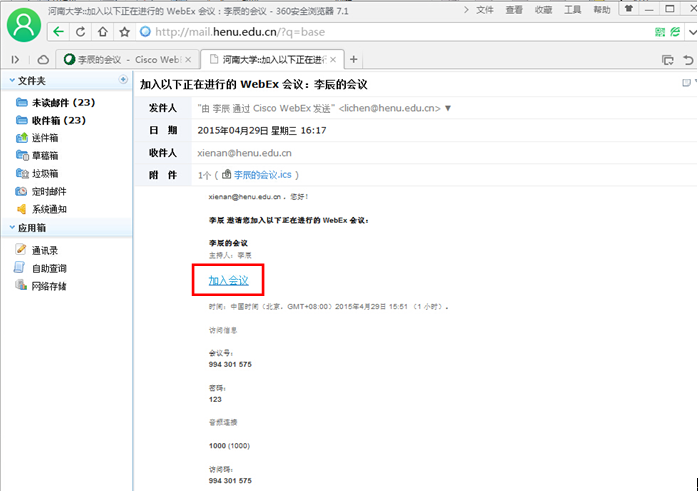 河南大学::加入以下正在进行的 WebEx 会议：李辰的会议 - 360安全浏览器 7.1
文件 查看 收藏 工具 帮助
http://mail.henu.edu.cn/?q=base
李辰的会议 - Cisco Webl
河南大学::加入以下正在进行
文件夹
未读邮件 (23)
收件箱 (23)
送件箱
草稿箱
垃圾箱
定时邮件
系统通知
应用箱
通讯录
自助查询
网络存储
加入以下正在进行的 WebEx 会议：李辰的会议
发件人 "由 李辰 通过 Cisco WebEx 发送" <lichen@henu.edu.cn> ▼
日 期 2015年04月29日 星期三 16:17
收件人 xienan@henu.edu.cn
附 件 1个 ( 李辰的会议.ics )
xienan@henu.edu.cn，您好！
李辰 邀请您加入以下正在进行的 WebEx 会议：
李辰的会议
主持人：李辰
加入会议
时间：中国时间（北京，GMT+08:00）2015年4月29日 15:51 （1 小时）。
访问信息
会议号：
994 301 575
密码：
123
音频连接
1000 (1000)
访问码：
994 301 575